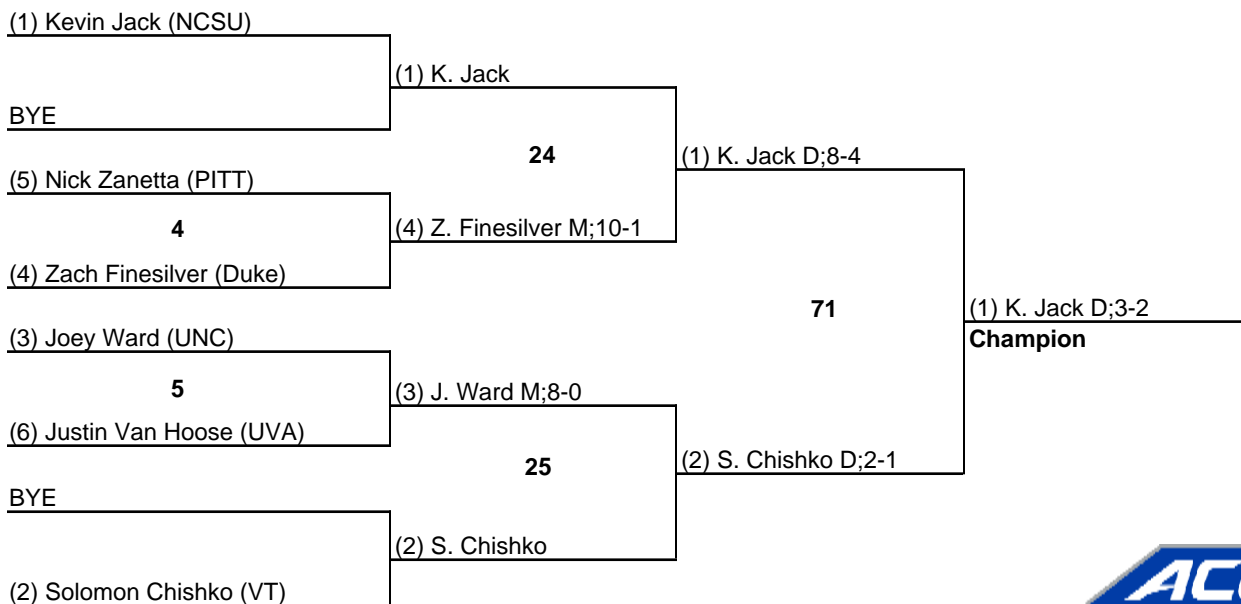 (1) Kevin Jack (NCSU)
(1) K. Jack
BYE
24
(1) K. Jack D;8-4
(5) Nick Zanetta (PITT)
4
(4) Z. Finesilver M;10-1
(4) Zach Finesilver (Duke)
71
(1) K. Jack D;3-2
Champion
(3) Joey Ward (UNC)
5
(3) J. Ward M;8-0
(6) Justin Van Hoose (UVA)
25
(2) S. Chishko D;2-1
BYE
(2) S. Chishko
(2) Solomon Chishko (VT)